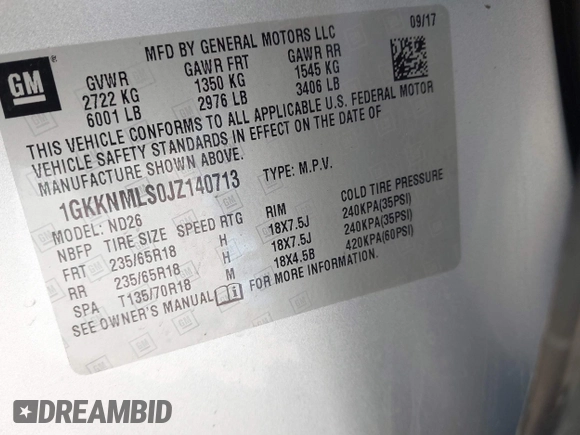 GM
MFD BY GENERAL MOTORS LLC 09/17
GVWR GAWR FRT GAWR RR
2722 KG 1350 KG 1545 KG
6001 LB 2976 LB 3406 LB
THIS VEHICLE CONFORMS TO ALL APPLICABLE U.S. FEDERAL MOTOR
VEHICLE SAFETY STANDARDS IN EFFECT ON THE DATE OF
MANUFACTURE SHOWN ABOVE.
1GKKNMLS0JZ140713 TYPE: M.P.V.
MODEL: ND26
NBFP TIRE SIZE SPEED RTG RIM COLD TIRE PRESSURE
FRT 235/65R18 H 18X7.5J 240KPA(35PSI)
RR 235/65R18 H 18X7.5J 240KPA(35PSI)
SPA T135/70R18 M 18X4.5B 420KPA(60PSI)
SEE OWNER'S MANUAL FOR MORE INFORMATION.
DREAMBID